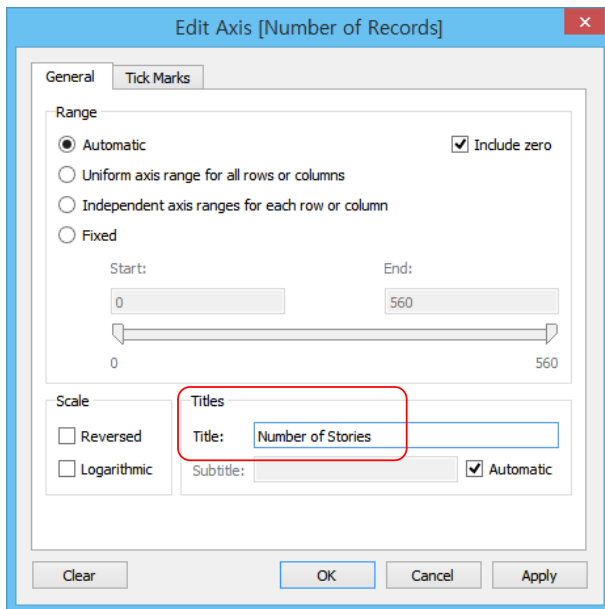 Edit Axis [Number of Records]
General Tick Marks
Range
Automatic Include zero
Uniform axis range for all rows or columns
Independent axis ranges for each row or column
Fixed
Start: End:
0 560
0 560
Scale Titles
Reversed Title: Number of Stories
Logarithmic Subtitle: Automatic
Clear OK Cancel Apply